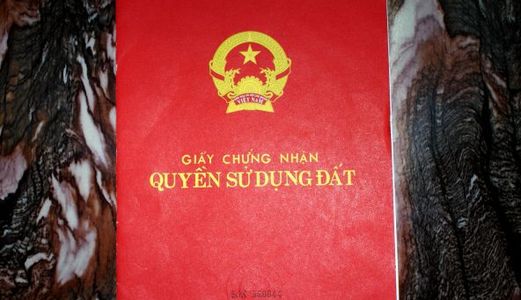 VIỆT NAM
GIẤY CHỨNG NHẬN
QUYỀN SỬ DỤNG ĐẤT